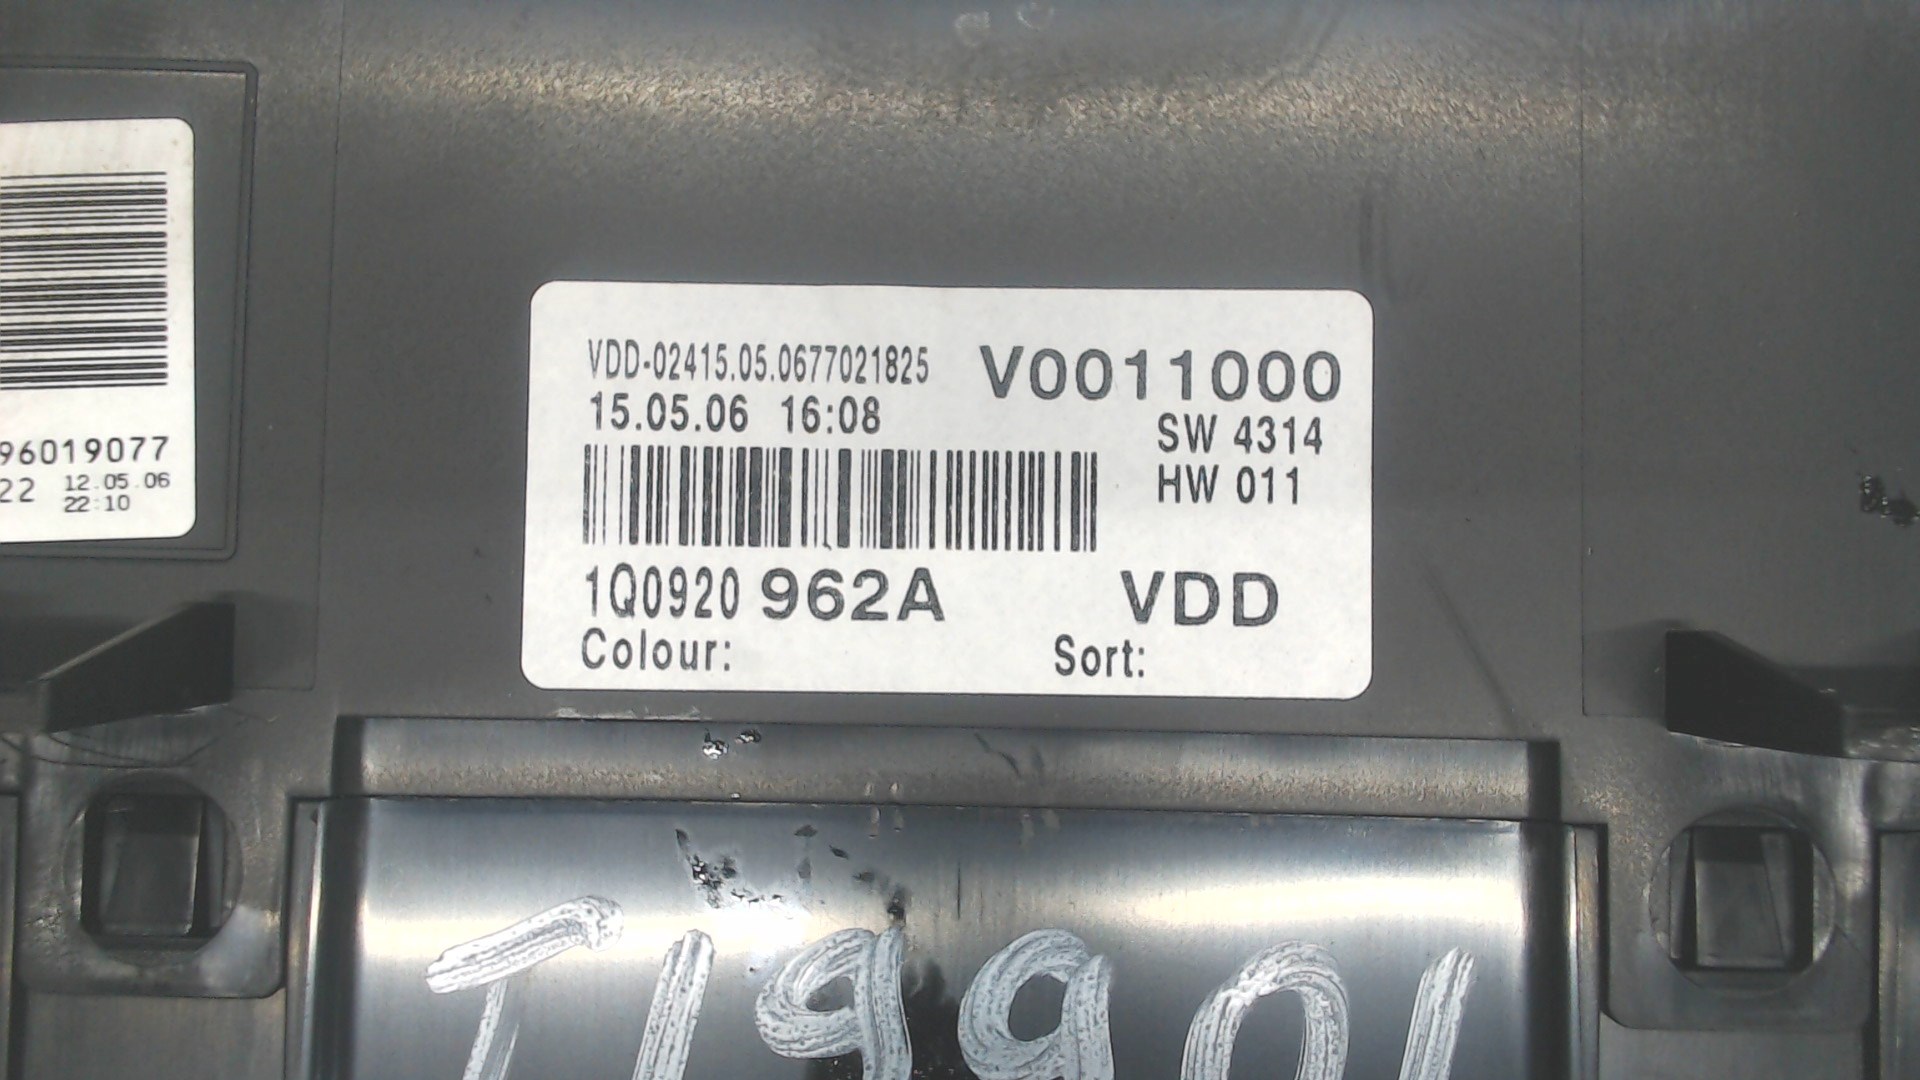 96019077
22 12.05.06
22:10
VDD-02415.05.0677021825 V0011000
15.05.06 16:08 SW 4314
HW 011
1Q0920 962A VDD
Colour: Sort:
T19901